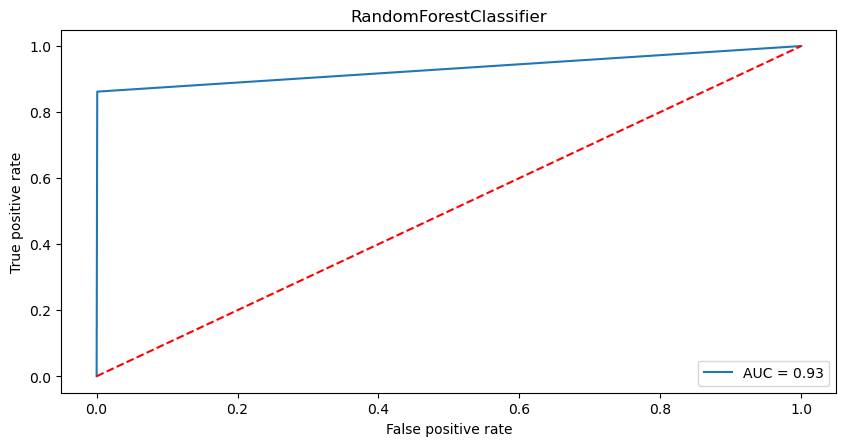 RandomForestClassifier
True positive rate
1.0
0.8
0.6
0.4
0.2
0.0
0.0 0.2 0.4 0.6 0.8 1.0
False positive rate
AUC = 0.93